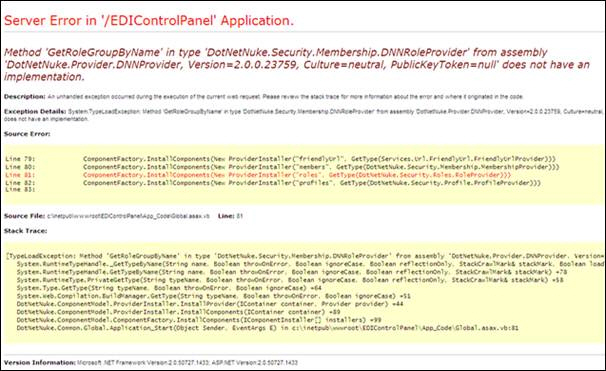 Server Error in '/EDIControlPanel' Application.
Method 'GetRoleGroupByName' in type 'DotNetNuke.Security.Membership.DNNRoleProvider' from assembly
'DotNetNuke.Provider.DNNProvider, Version=2.0.0.23759, Culture=neutral, PublicKeyToken=null' does not have an
implementation.
Description: An unhandled exception occurred during the execution of the current web request. Please review the stack trace for more information about the error and where it originated in the code.
Exception Details: System.TypeLoadException: Method 'GetRoleGroupByName' in type 'DotNetNuke.Security.Membership.DNNRoleProvider' from assembly 'DotNetNuke.Provider.DNNProvider, Version=2.0.0.23759, Culture=neutral,
does not have an implementation.
Source Error:
Line 79: ComponentFactory.InstallComponents(New ProviderInstaller("friendlyUrl", GetType(Services.Url.FriendlyUrl.FriendlyUrlProvider)))
Line 80: ComponentFactory.InstallComponents(New ProviderInstaller("members", GetType(DotNetNuke.Security.Membership.MembershipProvider)))
Line 81: ComponentFactory.InstallComponents(New ProviderInstaller("roles", GetType(DotNetNuke.Security.Roles.RoleProvider)))
Line 82: ComponentFactory.InstallComponents(New ProviderInstaller("profiles", GetType(DotNetNuke.Security.Profile.ProfileProvider)))
Line 83:
Source File: c:\inetpub\wwwroot\EDIControlPanel\App_Code\Global.asax.vb Line: 81
Stack Trace:
[TypeLoadException: Method 'GetRoleGroupByName' in type 'DotNetNuke.Security.Membership.DNNRoleProvider' from assembly 'DotNetNuke.Provider.DNNProvider, Version=
System.RuntimeTypeHandle._GetTypeByName(String name, Boolean throwOnError, Boolean ignoreCase, Boolean reflectionOnly, StackCrawlMark& stackMark, Boolean load
System.RuntimeTypeHandle.GetTypeByName(String name, Boolean throwOnError, Boolean ignoreCase, Boolean reflectionOnly, StackCrawlMark& stackMark) +78
System.RuntimeType.PrivateGetType(String typeName, Boolean throwOnError, Boolean ignoreCase, Boolean reflectionOnly, StackCrawlMark& stackMark) +58
System.Type.GetType(String typeName, Boolean throwOnError, Boolean ignoreCase) +64
System.Web.Compilation.BuildManager.GetType(String typeName, Boolean throwOnError, Boolean ignoreCase) +51
DotNetNuke.ComponentModel.ProviderInstaller.InstallProvider(IContainer container, Provider provider) +44
DotNetNuke.ComponentModel.ProviderInstaller.InstallComponents(IContainer container) +89
DotNetNuke.ComponentModel.ComponentFactory.InstallComponents(IComponentInstaller[] installers) +99
DotNetNuke.Common.Global.Application_Start(Object Sender, EventArgs E) in c:\inetpub\wwwroot\EDIControlPanel\App_Code\Global.asax.vb:81
Version Information: Microsoft .NET Framework Version:2.0.50727.1433; ASP.NET Version:2.0.50727.1433